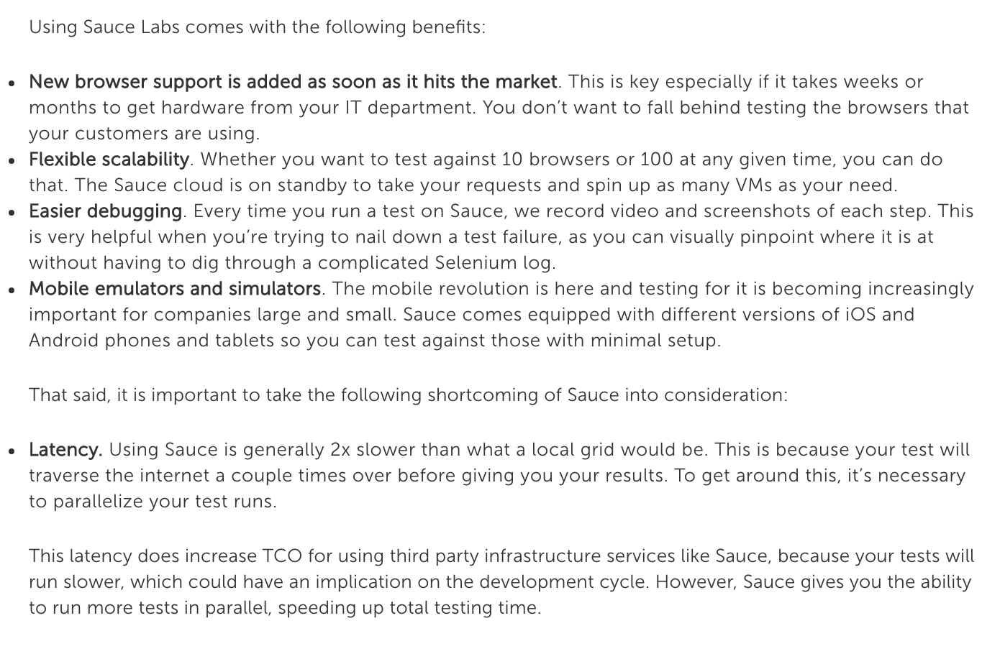 Using Sauce Labs comes with the following benefits:
• New browser support is added as soon as it hits the market. This is key especially if it takes weeks or
months to get hardware from your IT department. You don’t want to fall behind testing the browsers that
your customers are using.
• Flexible scalability. Whether you want to test against 10 browsers or 100 at any given time, you can do
that. The Sauce cloud is on standby to take your requests and spin up as many VMs as your need.
• Easier debugging. Every time you run a test on Sauce, we record video and screenshots of each step. This
is very helpful when you’re trying to nail down a test failure, as you can visually pinpoint where it is at
without having to dig through a complicated Selenium log.
• Mobile emulators and simulators. The mobile revolution is here and testing for it is becoming increasingly
important for companies large and small. Sauce comes equipped with different versions of iOS and
Android phones and tablets so you can test against those with minimal setup.
That said, it is important to take the following shortcoming of Sauce into consideration:
• Latency. Using Sauce is generally 2x slower than what a local grid would be. This is because your test will
traverse the internet a couple times over before giving you your results. To get around this, it’s necessary
to parallelize your test runs.
This latency does increase TCO for using third party infrastructure services like Sauce, because your tests will
run slower, which could have an implication on the development cycle. However, Sauce gives you the ability
to run more tests in parallel, speeding up total testing time.